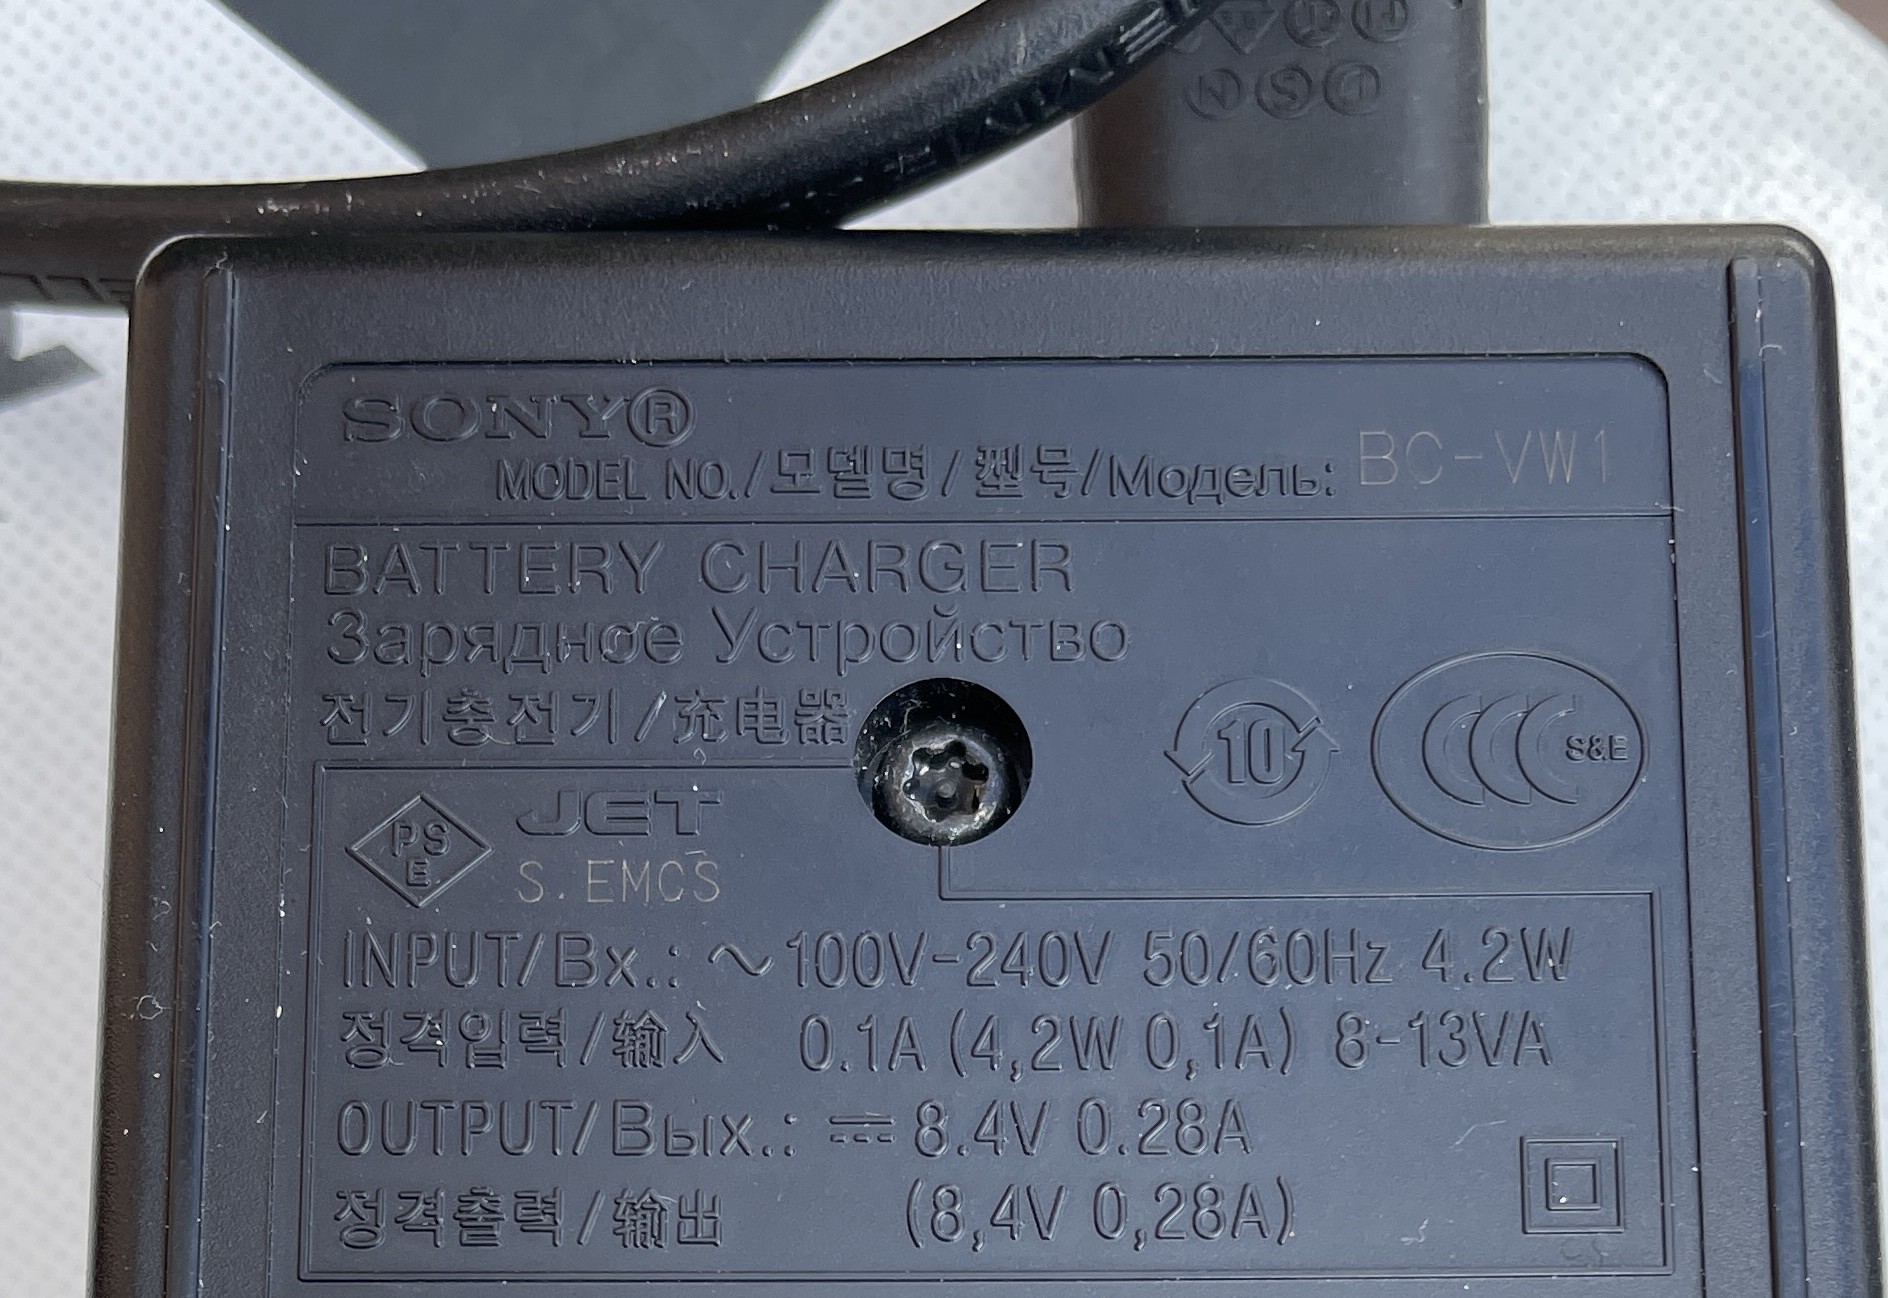 SONY®
MODEL NO./모델명/型号/Модель: BC-VW1
BATTERY CHARGER
Зарядное Устройство
전기충전기/充电器
10
S&E
PS
E
JET
S. EMCS
INPUT/Вх.: ~100V-240V 50/60Hz 4.2W
정격입력/输入 0.1A (4,2W 0,1A) 8-13VA
OUTPUT/Вых.: ⎓ 8.4V 0.28A
정격출력/输出 (8,4V 0,28A)